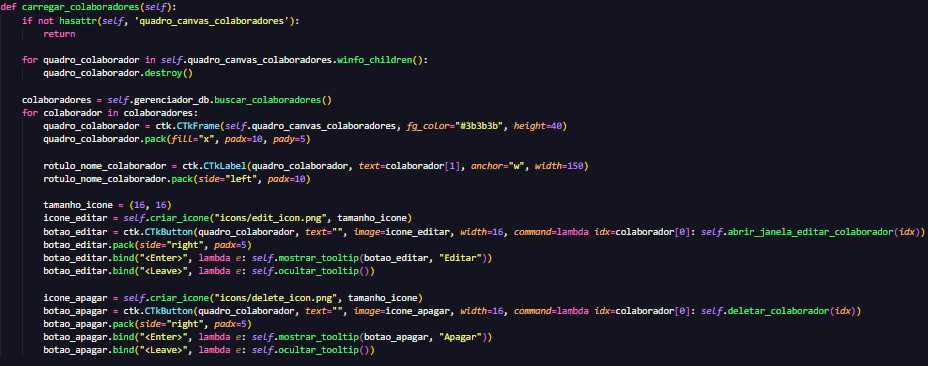 def carregar_colaboradores(self):
    if not hasattr(self, 'quadro_canvas_colaboradores'):
        return

    for quadro_colaborador in self.quadro_canvas_colaboradores.winfo_children():
        quadro_colaborador.destroy()

    colaboradores = self.gerenciador_db.buscar_colaboradores()
    for colaborador in colaboradores:
        quadro_colaborador = ctk.CTkFrame(self.quadro_canvas_colaboradores, fg_color="#3b3b3b", height=40)
        quadro_colaborador.pack(fill="x", padx=10, pady=5)

        rotulo_nome_colaborador = ctk.CTkLabel(quadro_colaborador, text=colaborador[1], anchor="w", width=150)
        rotulo_nome_colaborador.pack(side="left", padx=10)

        tamanho_icone = (16, 16)
        icone_editar = self.criar_icone("icons/edit_icon.png", tamanho_icone)
        botao_editar = ctk.CTkButton(quadro_colaborador, text="", image=icone_editar, width=16, command=lambda idx=colaborador[0]: self.abrir_janela_editar_colaborador(idx))
        botao_editar.pack(side="right", padx=5)
        botao_editar.bind("<Enter>", lambda e: self.mostrar_tooltip(botao_editar, "Editar"))
        botao_editar.bind("<Leave>", lambda e: self.ocultar_tooltip())

        icone_apagar = self.criar_icone("icons/delete_icon.png", tamanho_icone)
        botao_apagar = ctk.CTkButton(quadro_colaborador, text="", image=icone_apagar, width=16, command=lambda idx=colaborador[0]: self.deletar_colaborador(idx))
        botao_apagar.pack(side="right", padx=5)
        botao_apagar.bind("<Enter>", lambda e: self.mostrar_tooltip(botao_apagar, "Apagar"))
        botao_apagar.bind("<Leave>", lambda e: self.ocultar_tooltip())